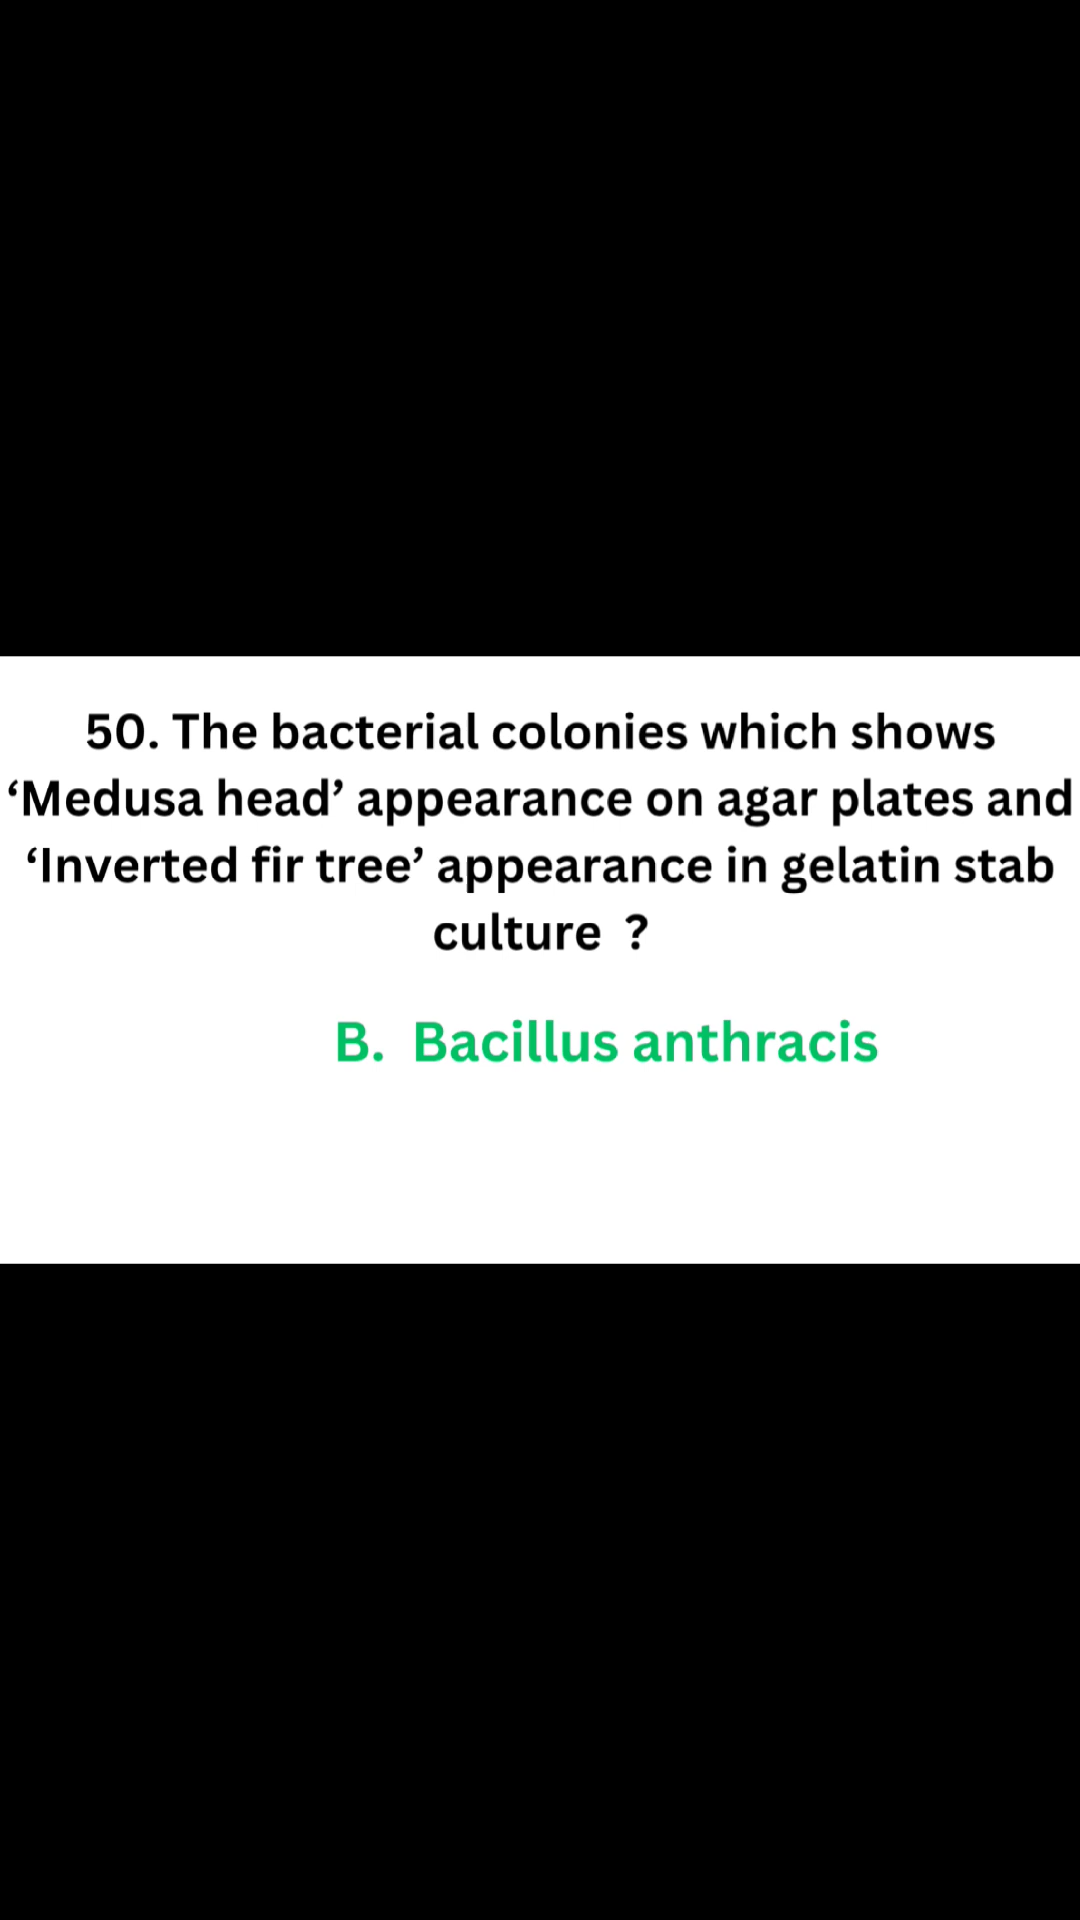 50. The bacterial colonies which shows
‘Medusa head’ appearance on agar plates and
‘Inverted fir tree’ appearance in gelatin stab
culture  ?
B.  Bacillus anthracis